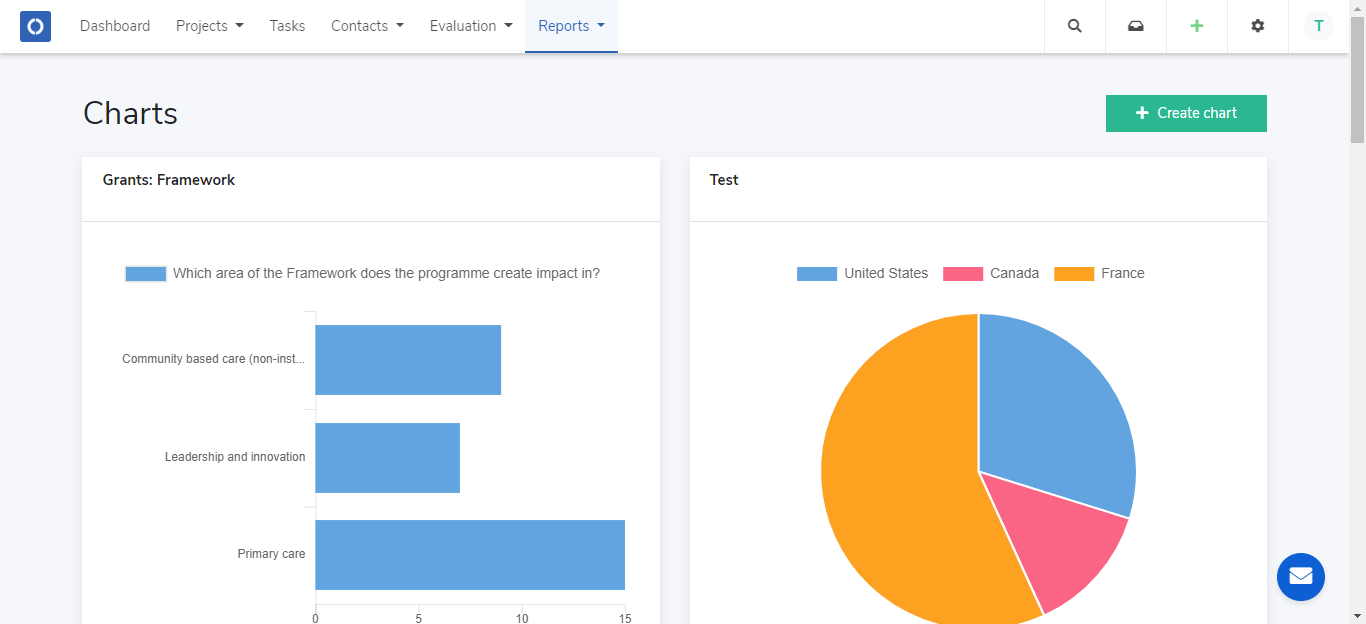 Dashboard Projects Tasks Contacts Evaluation Reports T
Charts
Create chart
Grants: Framework
Which area of the Framework does the programme create impact in?
Community based care (non-inst...
Leadership and innovation
Primary care
0 5 10 15
Test
United States Canada France